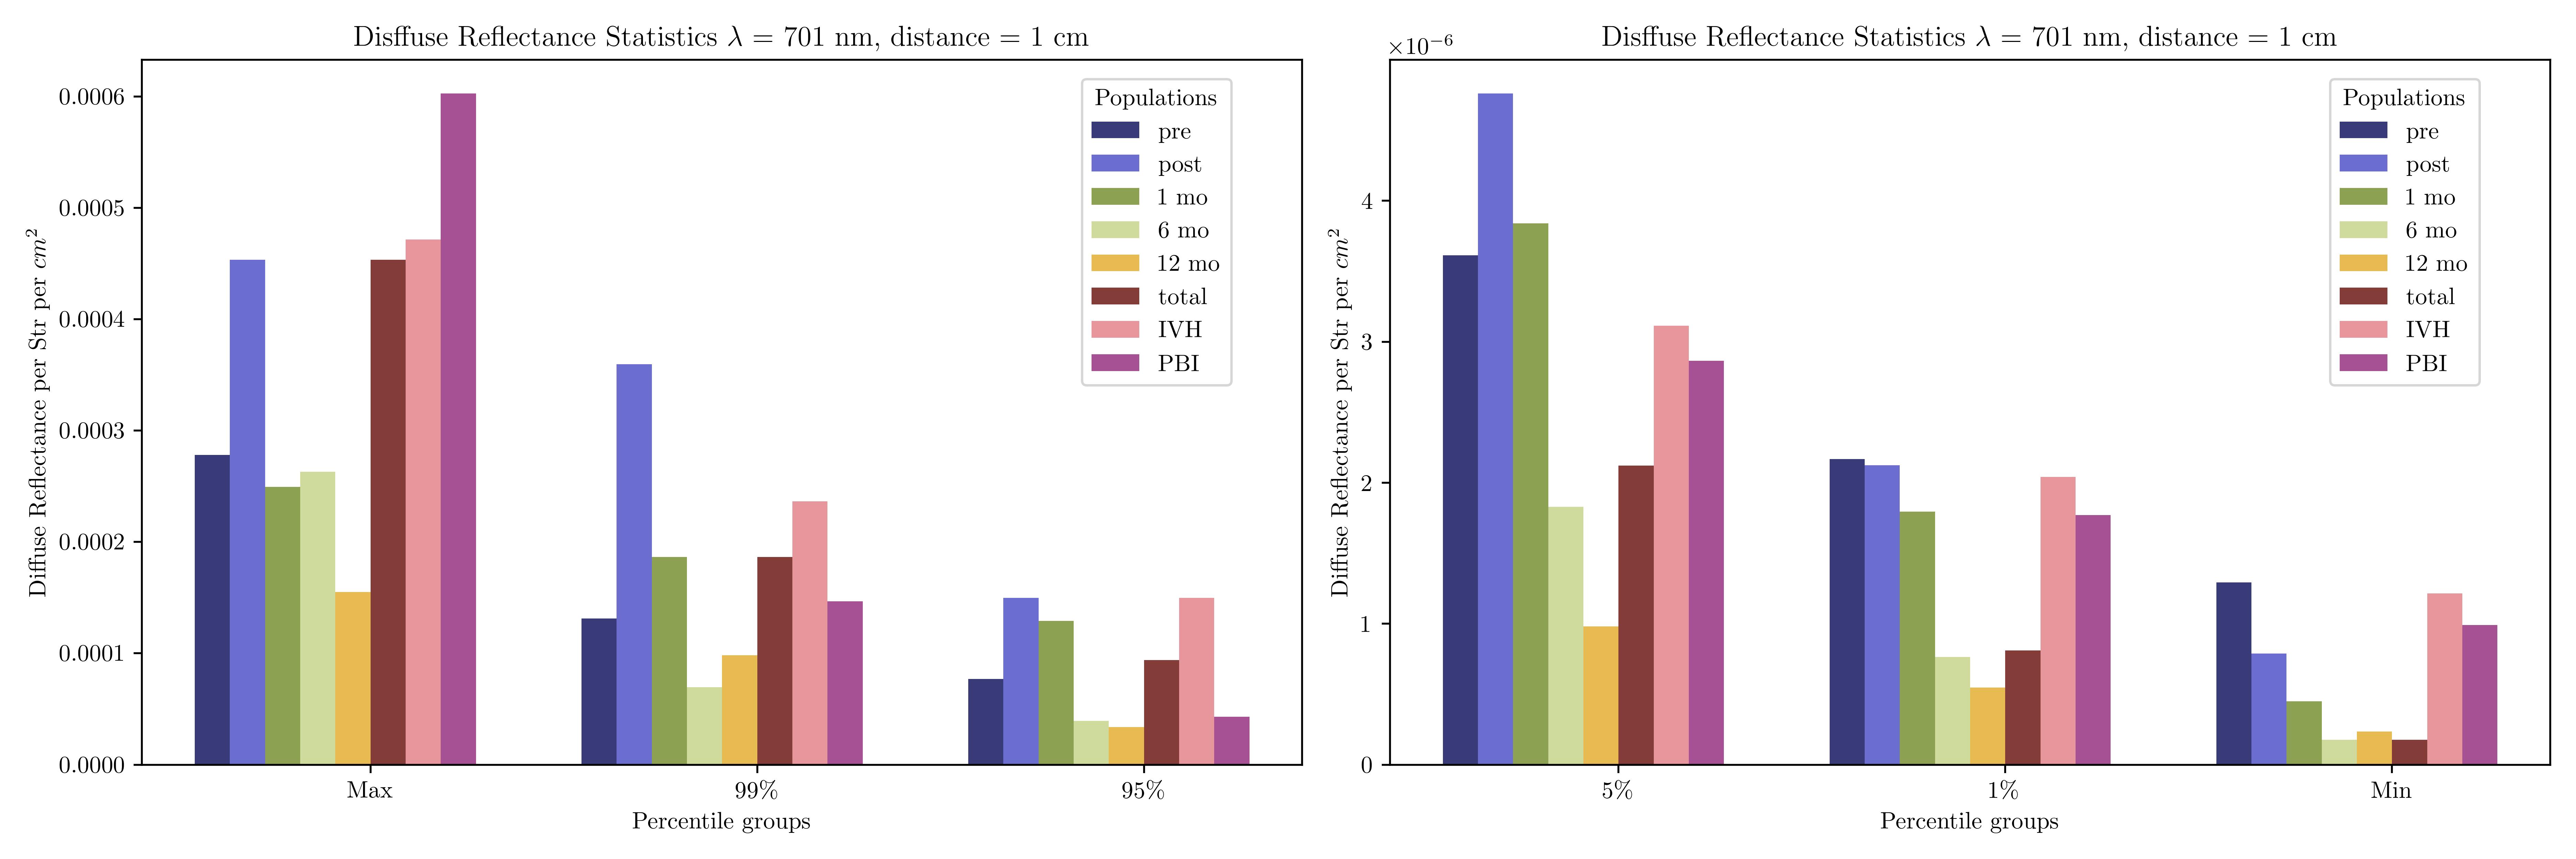 Disffuse Reflectance Statistics λ = 701 nm, distance = 1 cm
Diffuse Reflectance per Str per cm²
0.0006
0.0005
0.0004
0.0003
0.0002
0.0001
0.0000
Populations
pre
post
1 mo
6 mo
12 mo
total
IVH
PBI
Max
99%
95%
Percentile groups
Disffuse Reflectance Statistics λ = 701 nm, distance = 1 cm
×10⁻⁶
Diffuse Reflectance per Str per cm²
4
3
2
1
0
Populations
pre
post
1 mo
6 mo
12 mo
total
IVH
PBI
5%
1%
Min
Percentile groups